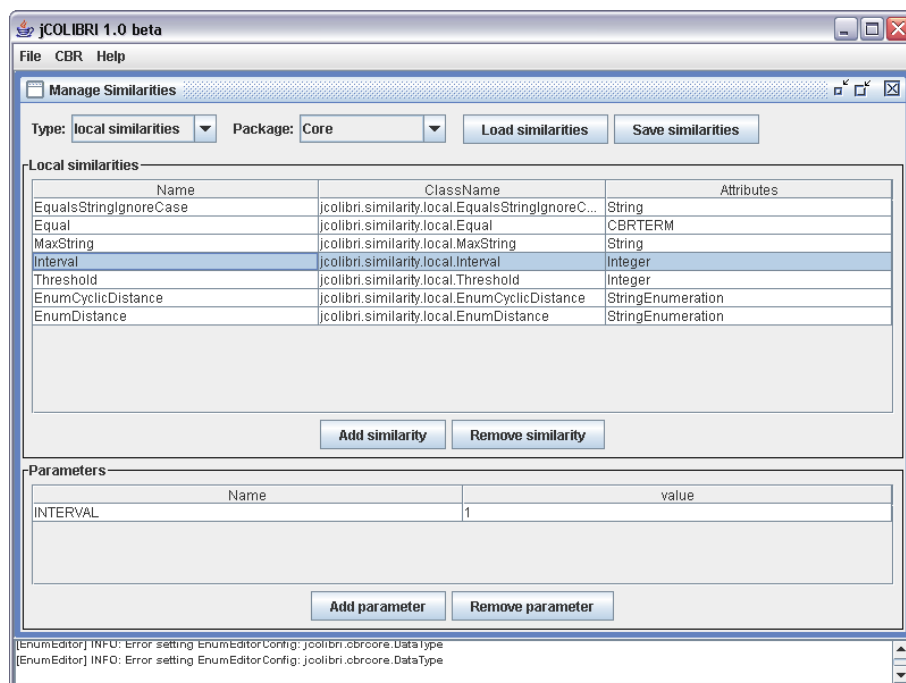 jCOLIBRI 1.0 beta
File CBR Help
Manage Similarities
Type: local similarities Package: Core Load similarities Save similarities
Local similarities
Name ClassName Attributes
EqualsStringIgnoreCase jcolibri.similarity.local.EqualsStringIgnoreC... String
Equal jcolibri.similarity.local.Equal CBRTERM
MaxString jcolibri.similarity.local.MaxString String
Interval jcolibri.similarity.local.Interval Integer
Threshold jcolibri.similarity.local.Threshold Integer
EnumCyclicDistance jcolibri.similarity.local.EnumCyclicDistance StringEnumeration
EnumDistance jcolibri.similarity.local.EnumDistance StringEnumeration
Add similarity Remove similarity
Parameters
Name value
INTERVAL 1
Add parameter Remove parameter
[EnumEditor] INFO: Error setting EnumEditorConfig: jcolibri.cbrcore.DataType
[EnumEditor] INFO: Error setting EnumEditorConfig: jcolibri.cbrcore.DataType